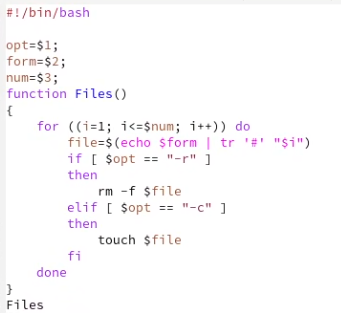 #!/bin/bash
opt=$1;
form=$2;
num=$3;
function Files()
{
for ((i=1; i<=$num; i++)) do
file=$(echo $form | tr '#' "$i")
if [ $opt == "-r" ]
then
rm -f $file
elif [ $opt == "-c" ]
then
touch $file
fi
done
}
Files